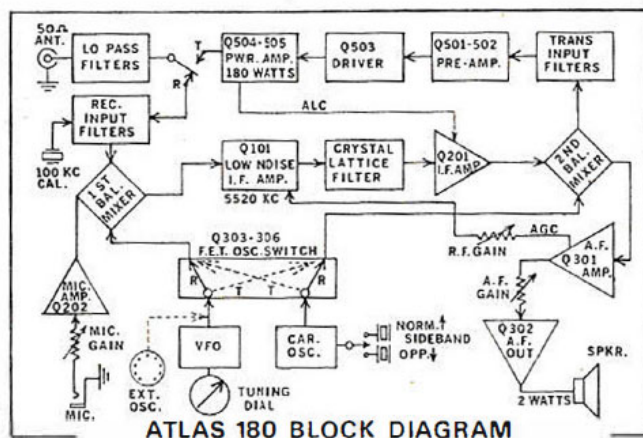 50Ω
ANT.
LO PASS
FILTERS
T
R
Q504-505
PWR. AMP.
180 WATTS
Q503
DRIVER
Q501-502
PRE-AMP.
TRANS
INPUT
FILTERS
REC.
INPUT
FILTERS
ALC
100 KC
CAL.
1ST
BAL.
MIXER
Q101
LOW NOISE
I.F. AMP.
5520 KC
CRYSTAL
LATTICE
FILTER
Q201
I.F. AMP.
2ND
BAL.
MIXER
Q303-306
F.E.T. OSC. SWITCH
R
T
T
R
R.F. GAIN
AGC
A.F.
Q301
AMP.
A.F.
GAIN
MIC.
AMP.
Q202
MIC.
GAIN
MIC.
EXT.
OSC.
VFO
TUNING
DIAL
CAR.
OSC.
NORM.↑
SIDEBAND
OPP.↓
Q302
A.F.
OUT
SPKR.
2 WATTS
ATLAS 180 BLOCK DIAGRAM